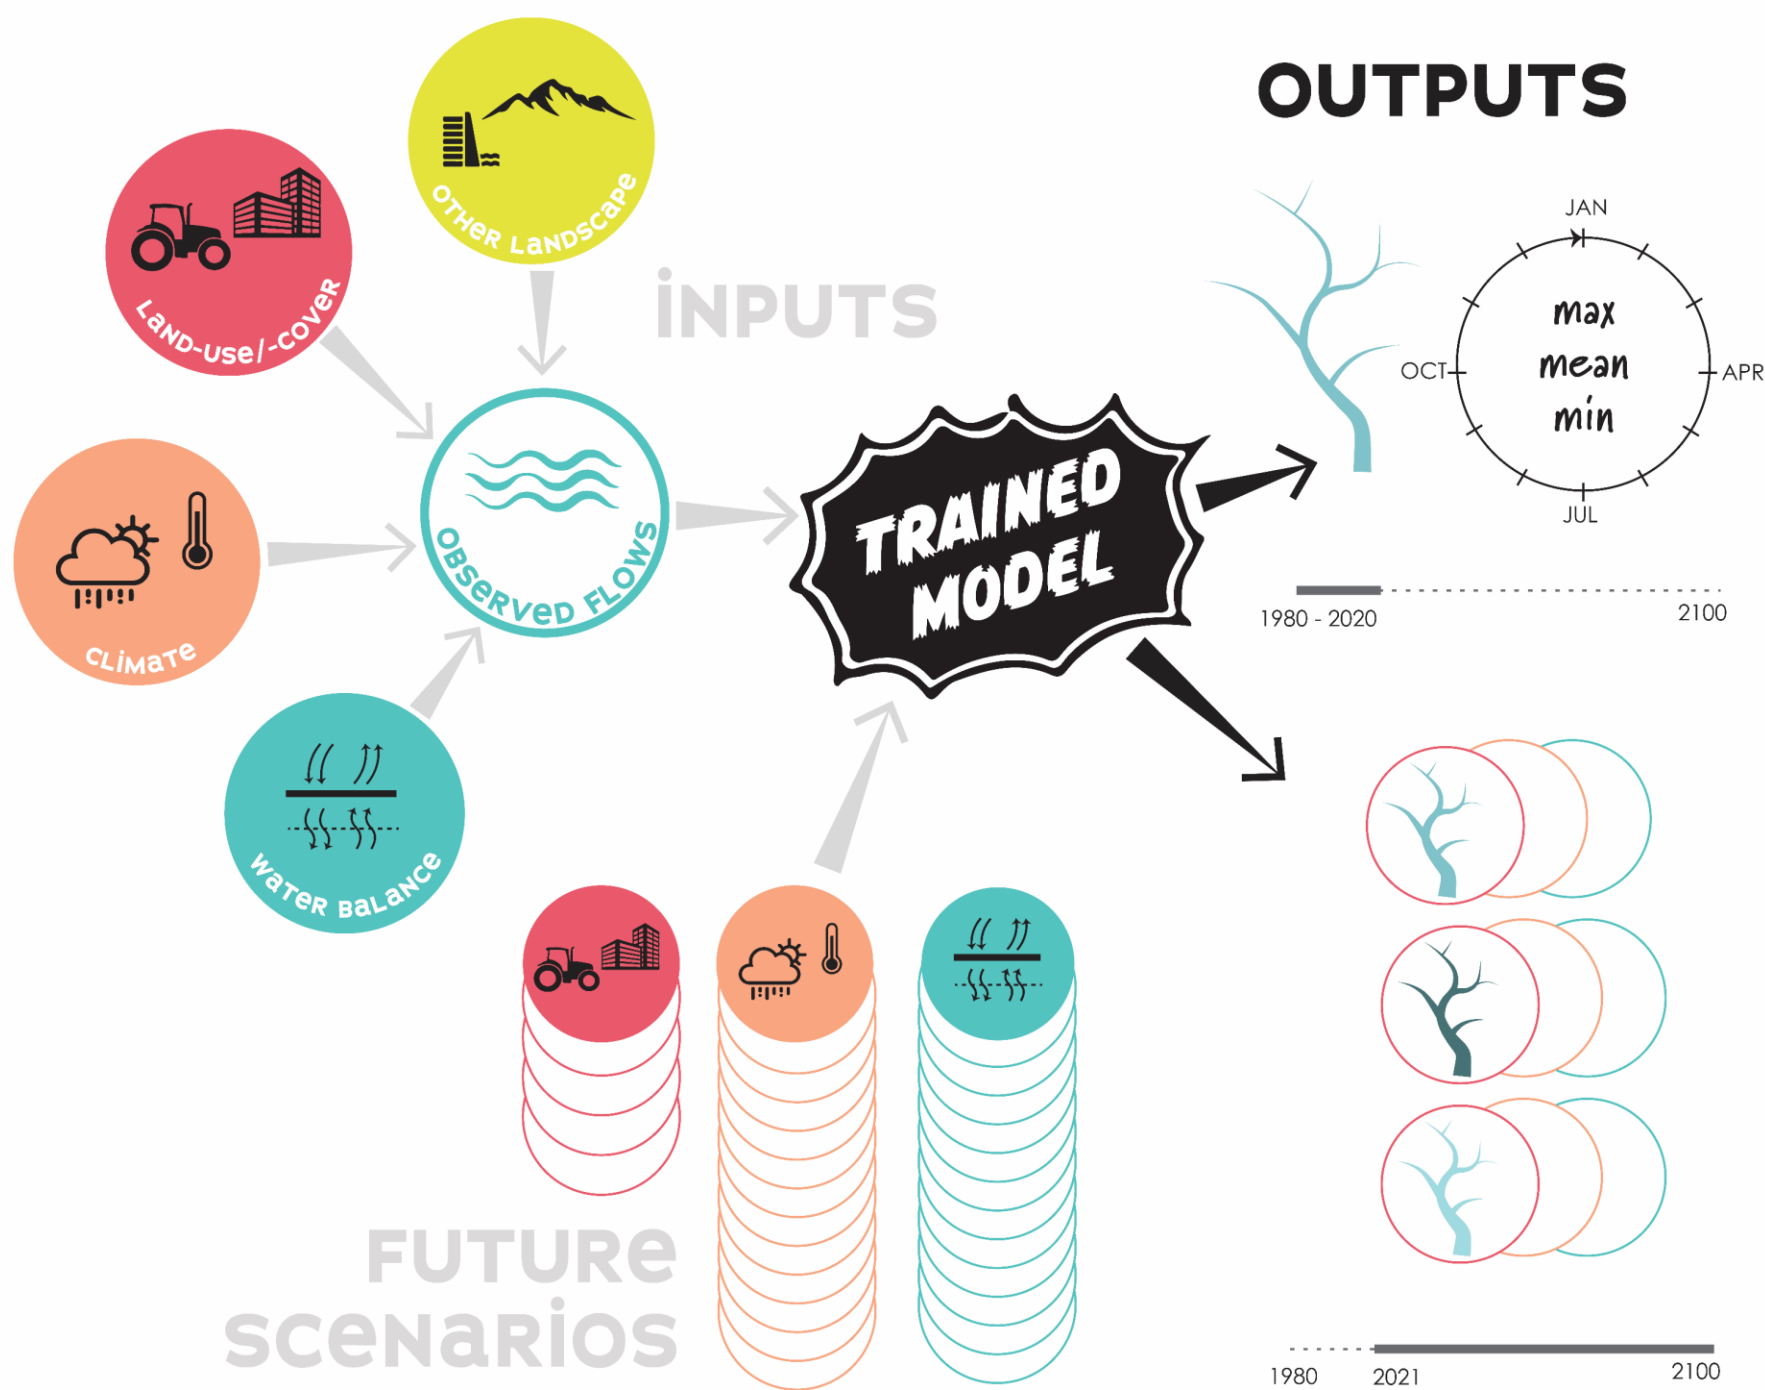 OUTPUTS
OTHER LANDSCAPE
LAND-USE/-COVER
INPUTS
JAN
max
mean
min
OCT
APR
JUL
OBSERVED FLOWS
TRAINED
MODEL
CLIMATE
1980 - 2020
2100
WATER BALANCE
FUTURE
SCENARIOS
1980
2021
2100